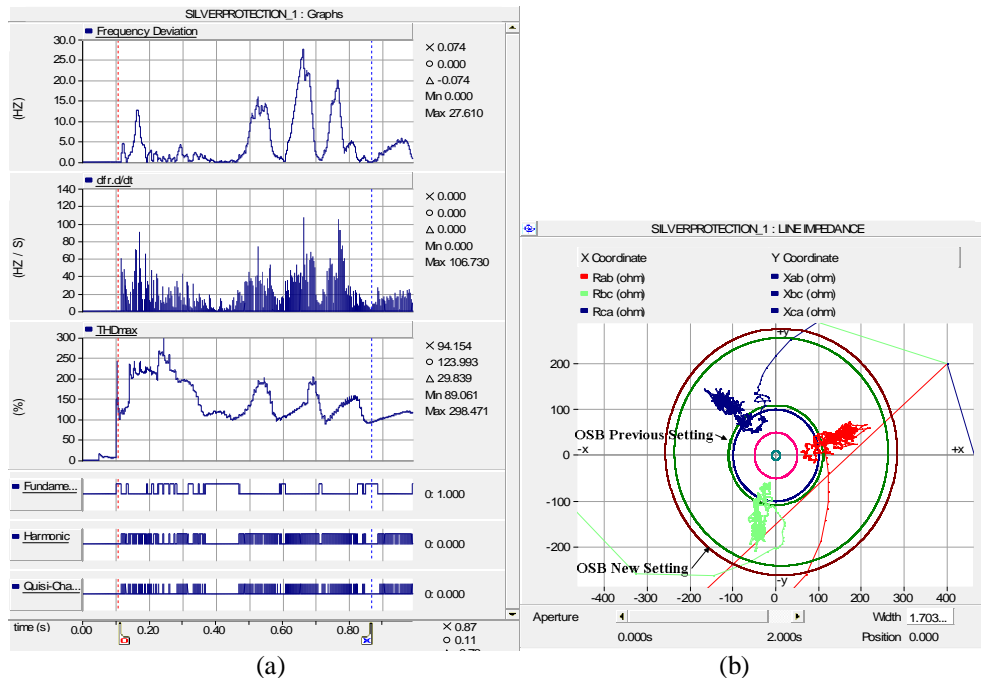 SILVERPROTECTION_1 : Graphs
Frequency Deviation
30.0
25.0
20.0
15.0
10.0
5.0
0.0
(HZ)
× 0.074
○ 0.000
△ -0.074
Min 0.000
Max 27.610
df r.d/dt
140
120
100
80
60
40
20
0
(HZ / S)
× 0.000
○ 0.000
△ 0.000
Min 0.000
Max 106.730
THDmax
300
250
200
150
100
50
0
(%)
× 94.154
○ 123.993
△ 29.839
Min 89.061
Max 298.471
Fundame...
0: 1.000
Harmonic
0: 0.000
Quisi-Cha...
0: 0.000
time (s)
0.00
0.20
0.40
0.60
0.80
× 0.87
○ 0.11
(a)
SILVERPROTECTION_1 : LINE IMPEDANCE
X Coordinate
Y Coordinate
Rab (ohm)
Xab (ohm)
Rbc (ohm)
Xbc (ohm)
Rca (ohm)
Xca (ohm)
+y
200
100
OSB Previous Setting
0
-x
+x
-100
-200
OSB New Setting
-y
-400 -300 -200 -100 0 100 200 300 400
Aperture
Width 1.703...
0.000s
2.000s
Position 0.000
(b)